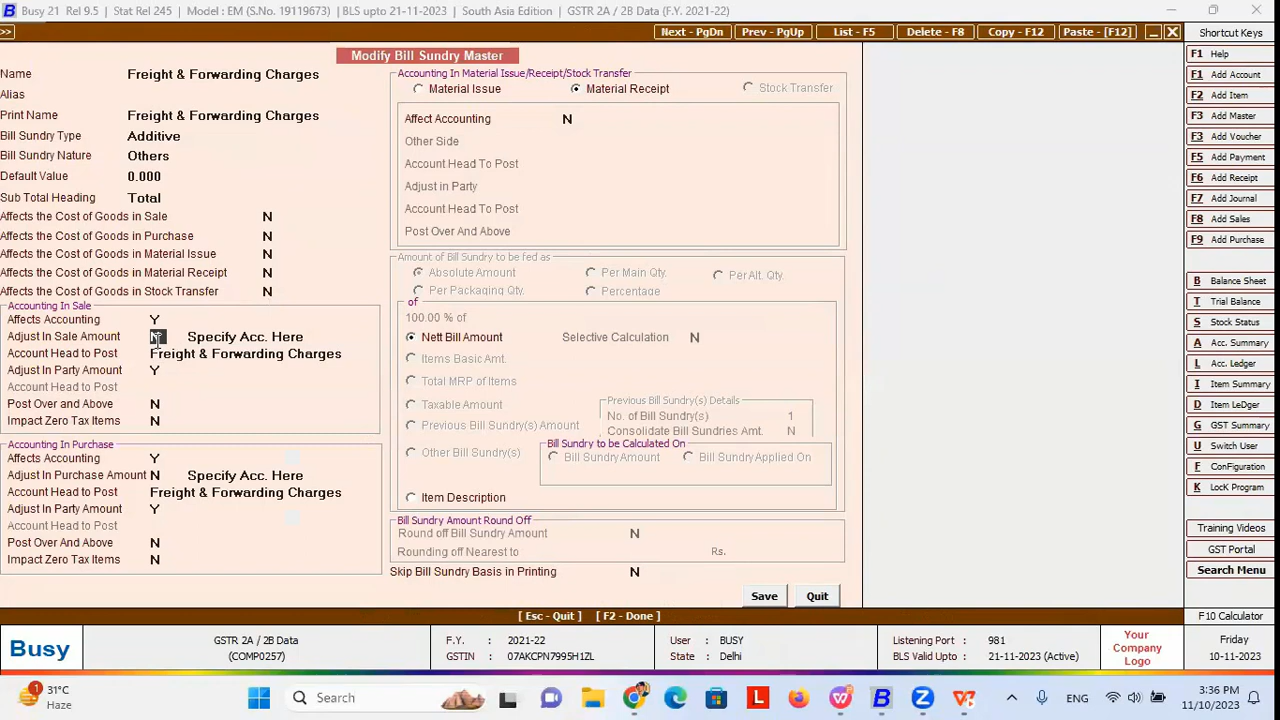 Busy 21 Rel 9.5 | Stat Rel 245 | Model : EM (S.No. 19119673) | BLS upto 21-11-2023 | South Asia Edition | GSTR 2A / 2B Data (F.Y. 2021-22)
>> Next - PgDn Prev - PgUp List - F5 Delete - F8 Copy - F12 Paste - [F12] Shortcut Keys
Modify Bill Sundry Master
Name Freight & Forwarding Charges
Alias
Print Name Freight & Forwarding Charges
Bill Sundry Type Additive
Bill Sundry Nature Others
Default Value 0.000
Sub Total Heading Total
Affects the Cost of Goods in Sale N
Affects the Cost of Goods in Purchase N
Affects the Cost of Goods in Material Issue N
Affects the Cost of Goods in Material Receipt N
Affects the Cost of Goods in Stock Transfer N
Accounting In Sale
Affects Accounting Y
Adjust In Sale Amount Specify Acc. Here
Account Head to Post Freight & Forwarding Charges
Adjust In Party Amount Y
Account Head to Post
Post Over and Above N
Impact Zero Tax Items N
Accounting In Purchase
Affects Accounting Y
Adjust In Purchase Amount N Specify Acc. Here
Account Head to Post Freight & Forwarding Charges
Adjust In Party Amount Y
Account Head to Post
Post Over And Above N
Impact Zero Tax Items N
Accounting In Material Issue/Receipt/Stock Transfer
Material Issue Material Receipt Stock Transfer
Affect Accounting N
Other Side
Account Head To Post
Adjust in Party
Account Head To Post
Post Over And Above
Amount of Bill Sundry to be fed as
Absolute Amount Per Main Qty. Per Alt. Qty.
Per Packaging Qty. Percentage
of
100.00 % of
Nett Bill Amount Selective Calculation N
Items Basic Amt.
Total MRP of Items
Taxable Amount
Previous Bill Sundry(s) Amount
Other Bill Sundry(s)
Item Description
Previous Bill Sundry(s) Details
No. of Bill Sundry(s) 1
Consolidate Bill Sundries Amt. N
Bill Sundry to be Calculated On
Bill Sundry Amount Bill Sundry Applied On
Bill Sundry Amount Round Off
Round off Bill Sundry Amount N
Rounding off Nearest to Rs.
Skip Bill Sundry Basis in Printing N
Save Quit
[ Esc - Quit ] [ F2 - Done ]
F1 Help
F1 Add Account
F2 Add Item
F3 Add Master
F3 Add Voucher
F5 Add Payment
F6 Add Receipt
F7 Add Journal
F8 Add Sales
F9 Add Purchase
B Balance Sheet
T Trial Balance
S Stock Status
A Acc. Summary
L Acc. Ledger
I Item Summary
D Item LeDger
G GST Summary
U Switch User
F ConFiguration
K LocK Program
Training Videos
GST Portal
Search Menu
F10 Calculator
Busy
GSTR 2A / 2B Data
(COMP0257)
F.Y. : 2021-22
GSTIN : 07AKCPN7995H1ZL
User : BUSY
State : Delhi
Listening Port : 981
BLS Valid Upto : 21-11-2023 (Active)
Your
Company
Logo
Friday
10-11-2023
1
31°C
Haze
Search
L
B
ENG
3:36 PM
11/10/2023